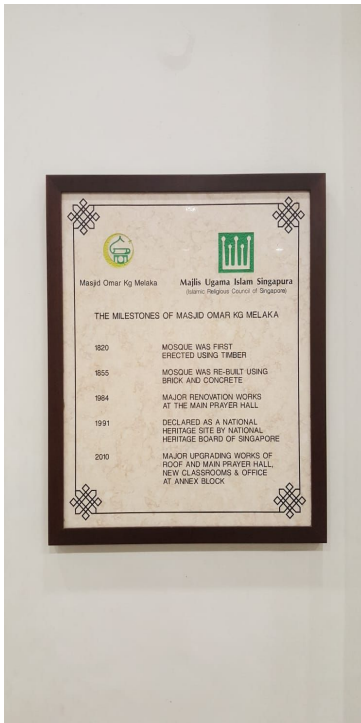 Masjid Omar Kg Melaka
Majlis Ugama Islam Singapura
(Islamic Religious Council of Singapore)
THE MILESTONES OF MASJID OMAR KG MELAKA
1820 MOSQUE WAS FIRST
ERECTED USING TIMBER
1855 MOSQUE WAS RE-BUILT USING
BRICK AND CONCRETE
1984 MAJOR RENOVATION WORKS
AT THE MAIN PRAYER HALL
1991 DECLARED AS A NATIONAL
HERITAGE SITE BY NATIONAL
HERITAGE BOARD OF SINGAPORE
2010 MAJOR UPGRADING WORKS OF
ROOF AND MAIN PRAYER HALL,
NEW CLASSROOMS & OFFICE
AT ANNEX BLOCK